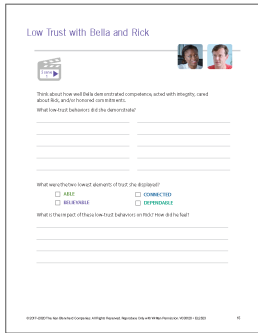 Low Trust with Bella and Rick
Think about how well Bella demonstrated competence, acted with integrity, cared
about Rick, and/or honored commitments.
What low-trust behaviors did she demonstrate?
What were the two lowest elements of trust she displayed?
ABLE
CONNECTED
BELIEVABLE
DEPENDABLE
What is the impact of these low-trust behaviors on Rick? How did he feel?